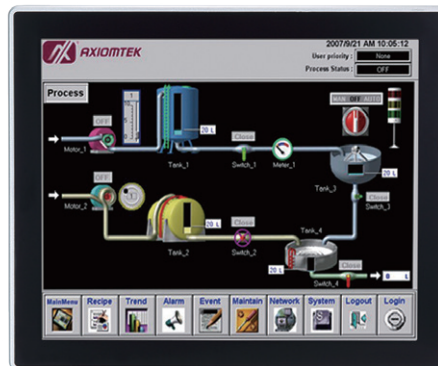 AXIOMTEK
2007/9/21 AM 10:05:12
User priority : None
Process Status : OFF
Process
MAN OFF AUTO
OFF
Motor_1
20 L
Tank_1
Close
Switch_1
Meter_1
Tank_3
20 L
OFF
Motor_2
Tank_2
20 L
Close
Switch_2
Tank_4
20 L
Close
Switch_3
Close
Switch_4
0 L
MainMenu Recipe Trend Alarm Event Maintain Network System Logout Login